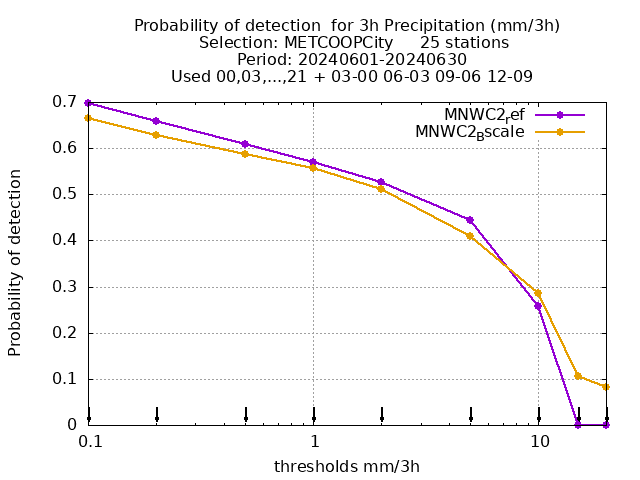 Probability of detection  for 3h Precipitation (mm/3h)
Selection: METCOOPCity     25 stations
Period: 20240601-20240630
Used 00,03,...,21 + 03-00 06-03 09-06 12-09
MNWC2ref
MNWC2Bscale
0.7
0.6
0.5
0.4
0.3
0.2
0.1
0
Probability of detection
0.1
1
10
thresholds mm/3h